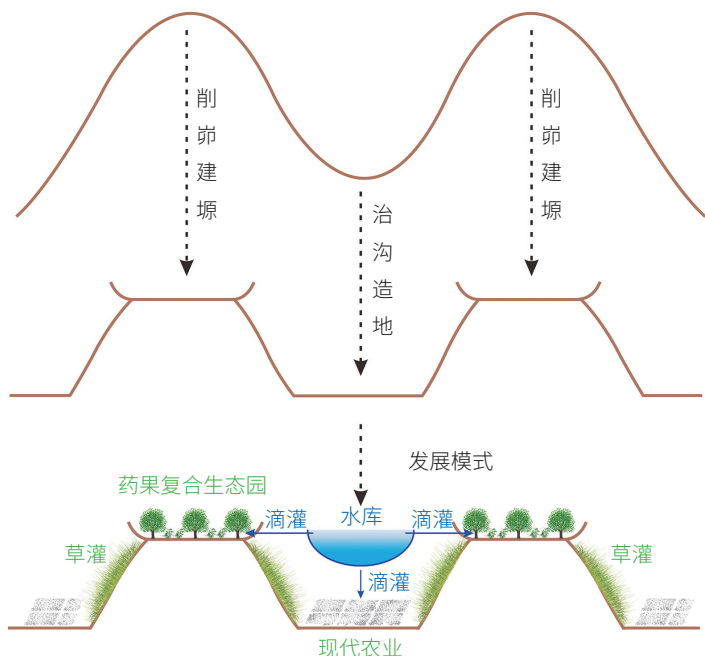 削峁建塬
削峁建塬
治沟造地
发展模式
药果复合生态园
滴灌
水库
滴灌
草灌
草灌
滴灌
现代农业